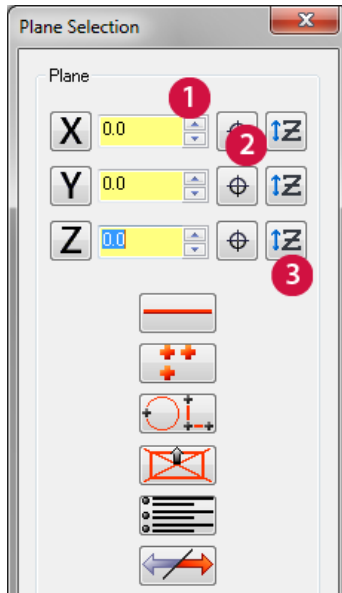 Plane Selection
Plane
1
X 0.0 Z
2
Y 0.0 Z
Z 0.0 Z
3